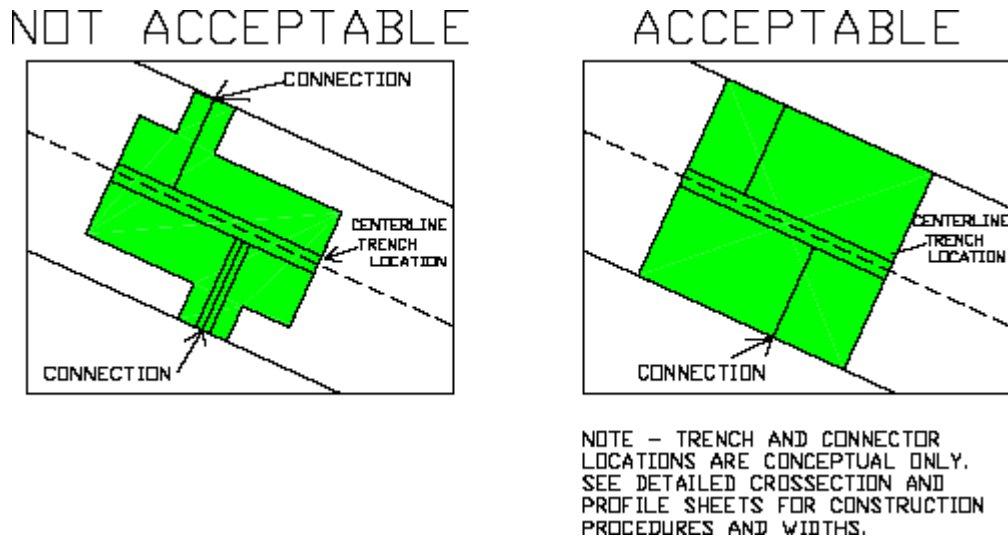 NOT ACCEPTABLE
CONNECTION
CENTERLINE
TRENCH
LOCATION
CONNECTION
ACCEPTABLE
CENTERLINE
TRENCH
LOCATION
CONNECTION
NOTE - TRENCH AND CONNECTOR
LOCATIONS ARE CONCEPTUAL ONLY.
SEE DETAILED CROSSECTION AND
PROFILE SHEETS FOR CONSTRUCTION
PROCEDURES AND WIDTHS.